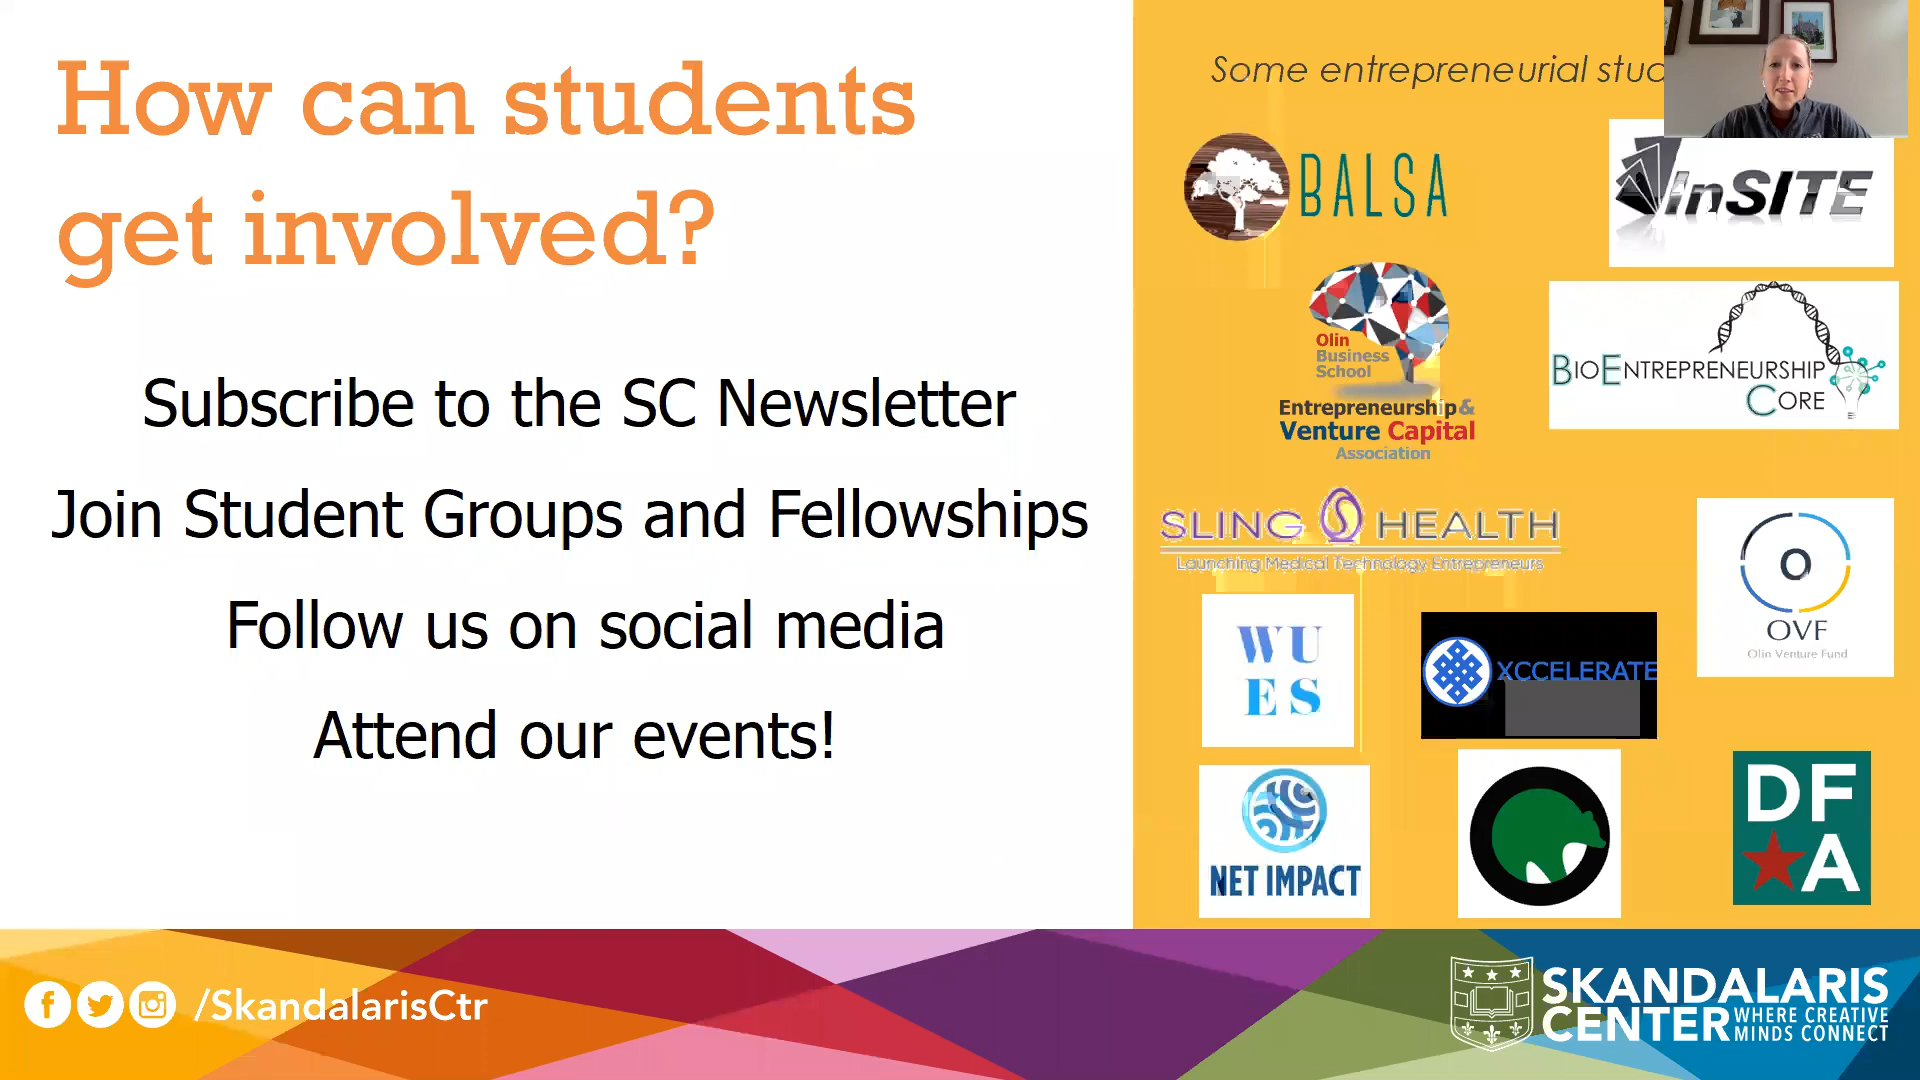 How can students
get involved?
Subscribe to the SC Newsletter
Join Student Groups and Fellowships
Follow us on social media
Attend our events!
Some entrepreneurial
BALSA
InSITE
Olin
Business
School
Entrepreneurship&
Venture Capital
Association
BIOENTREPRENEURSHIP
CORE
SLING HEALTH
Launching Medical Technology Entrepreneurs
O
OVF
Olin Venture Fund
WU
ES
XCCELERATE
NET IMPACT
DF
A
/SkandalarisCtr
SKANDALARIS
CENTER WHERE CREATIVE
MINDS CONNECT